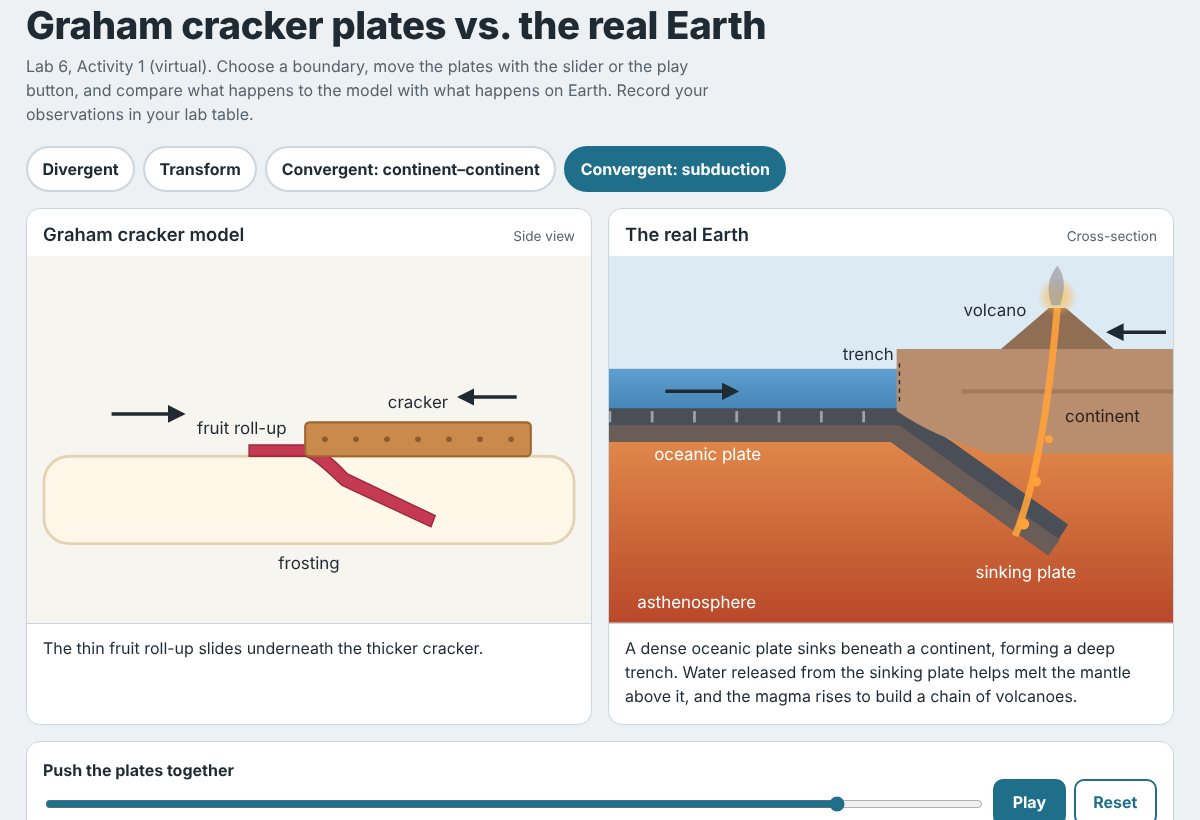 Graham cracker plates vs. the real Earth
Lab 6, Activity 1 (virtual). Choose a boundary, move the plates with the slider or the play
button, and compare what happens to the model with what happens on Earth. Record your
observations in your lab table.
Divergent
Transform
Convergent: continent–continent
Convergent: subduction
Graham cracker model
Side view
cracker
fruit roll-up
frosting
The thin fruit roll-up slides underneath the thicker cracker.
The real Earth
Cross-section
volcano
trench
continent
oceanic plate
sinking plate
asthenosphere
A dense oceanic plate sinks beneath a continent, forming a deep
trench. Water released from the sinking plate helps melt the mantle
above it, and the magma rises to build a chain of volcanoes.
Push the plates together
Play
Reset